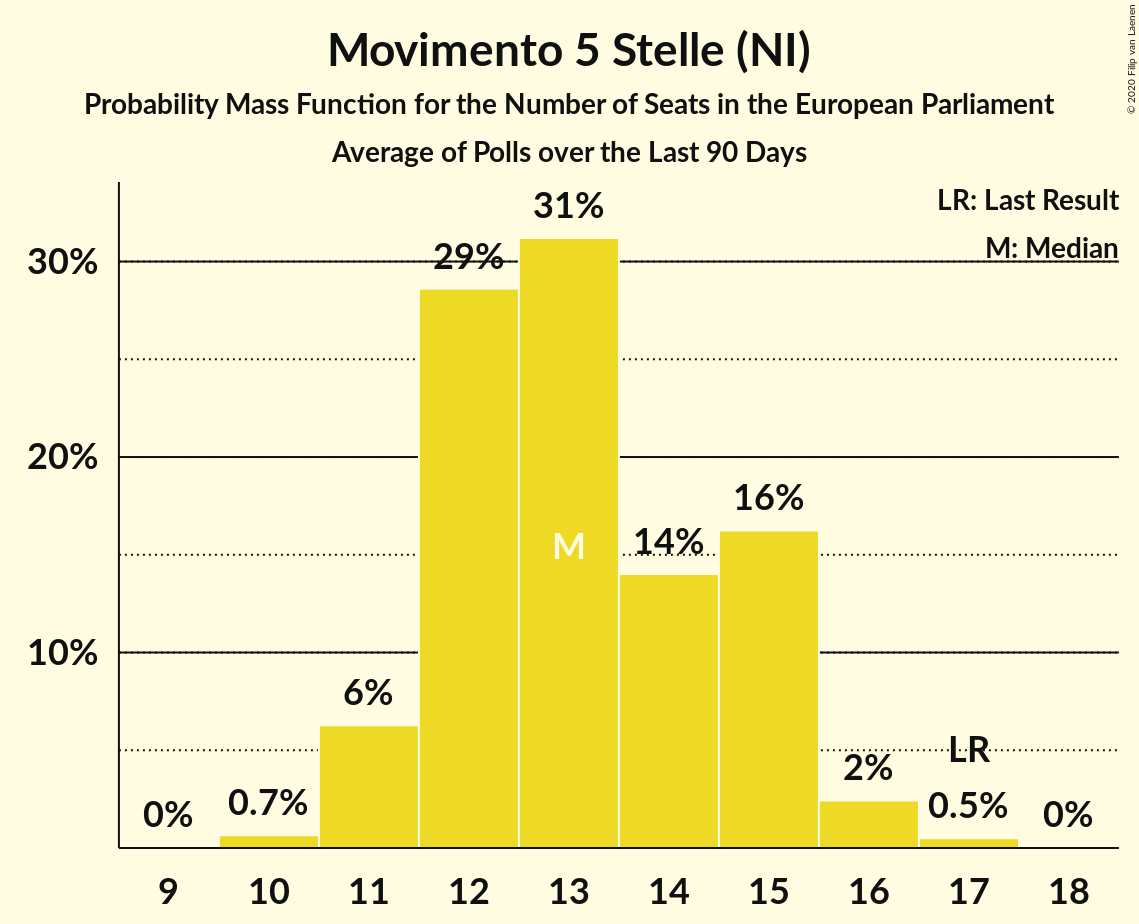 Movimento 5 Stelle (NI)
Probability Mass Function for the Number of Seats in the European Parliament
Average of Polls over the Last 90 Days
© 2020 Filip van Laenen
LR: Last Result
M: Median
30%
20%
10%
0%
0.7%
6%
29%
31%
M
14%
16%
2%
LR
0.5%
0%
9 10 11 12 13 14 15 16 17 18